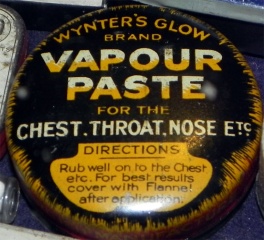 WYNTER'S GLOW
BRAND
VAPOUR
PASTE
FOR THE
CHEST. THROAT. NOSE ETC
DIRECTIONS
Rub well on to the Chest
etc. For best results
cover with Flannel
after application.